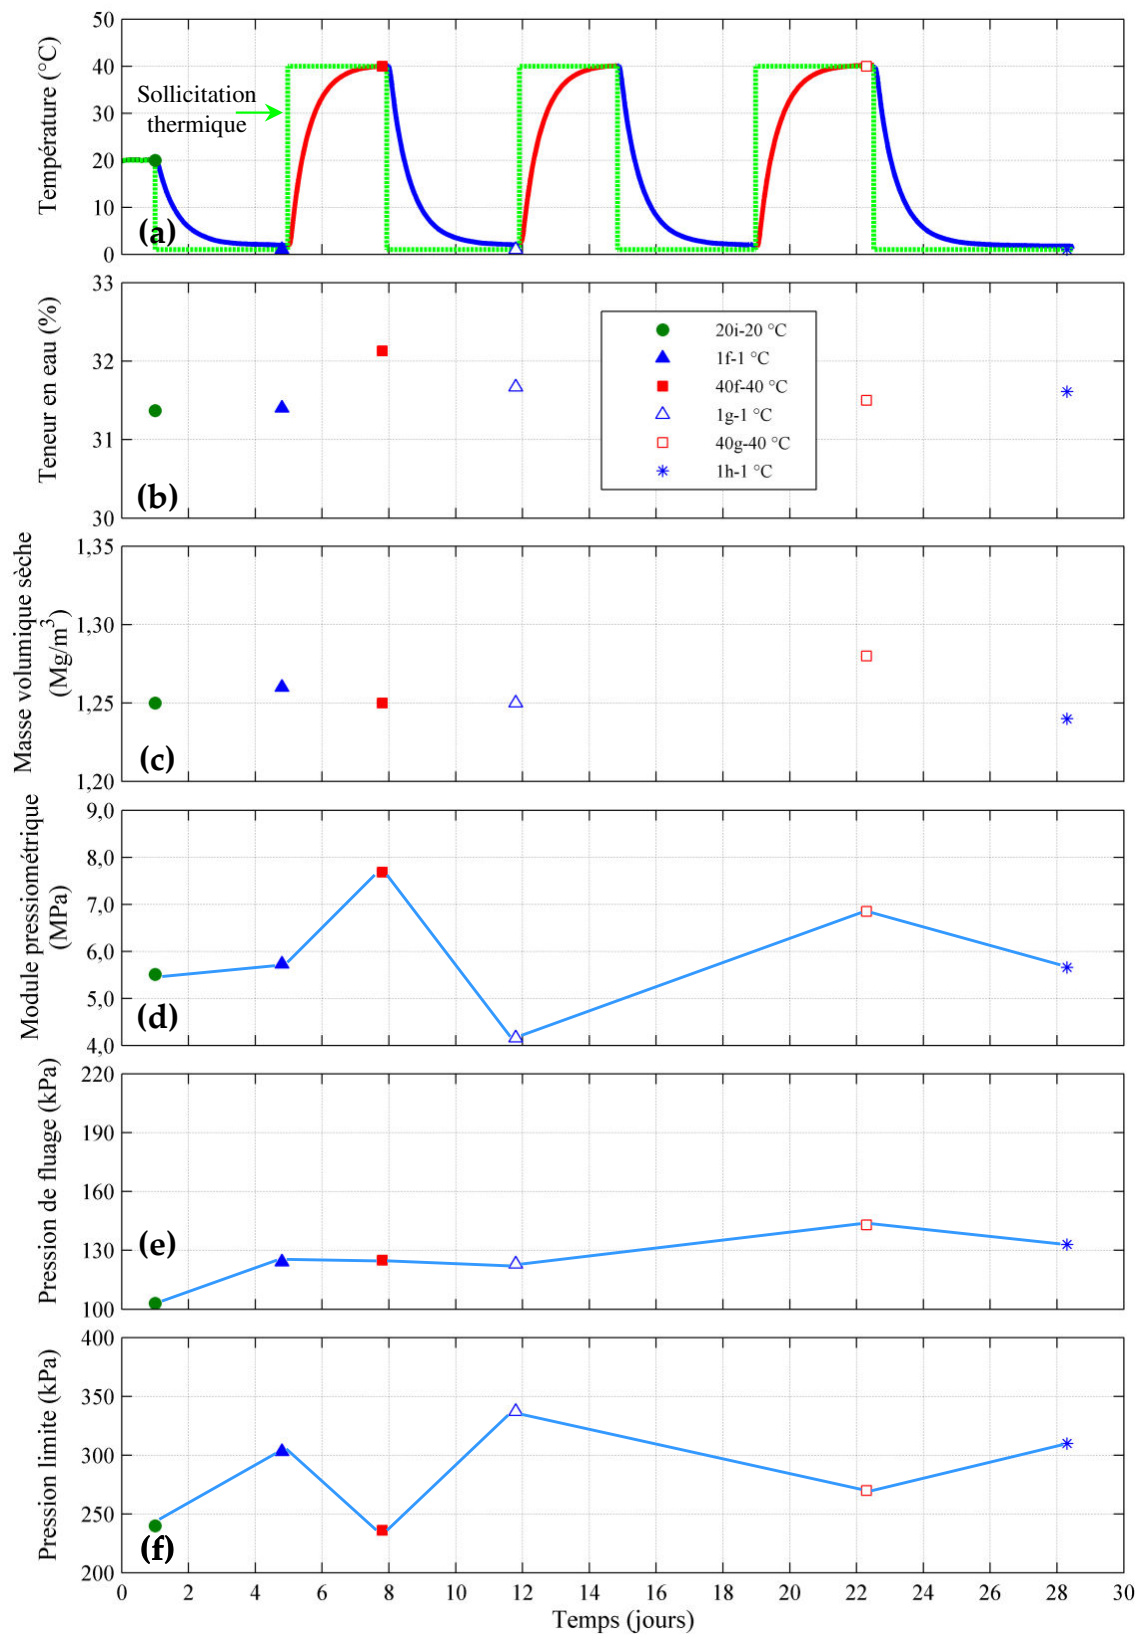 50
40
30
20
10
0
Température (°C)
Sollicitation
thermique
(a)
33
32
31
30
Teneur en eau (%)
20i-20 °C
1f-1 °C
40f-40 °C
1g-1 °C
40g-40 °C
1h-1 °C
(b)
1,35
1,30
1,25
1,20
Masse volumique sèche
(Mg/m³)
(c)
9,0
8,0
7,0
6,0
5,0
4,0
Module pressiométrique
(MPa)
(d)
220
190
160
130
100
Pression de fluage (kPa)
(e)
400
350
300
250
200
Pression limite (kPa)
(f)
0 2 4 6 8 10 12 14 16 18 20 22 24 26 28 30
Temps (jours)